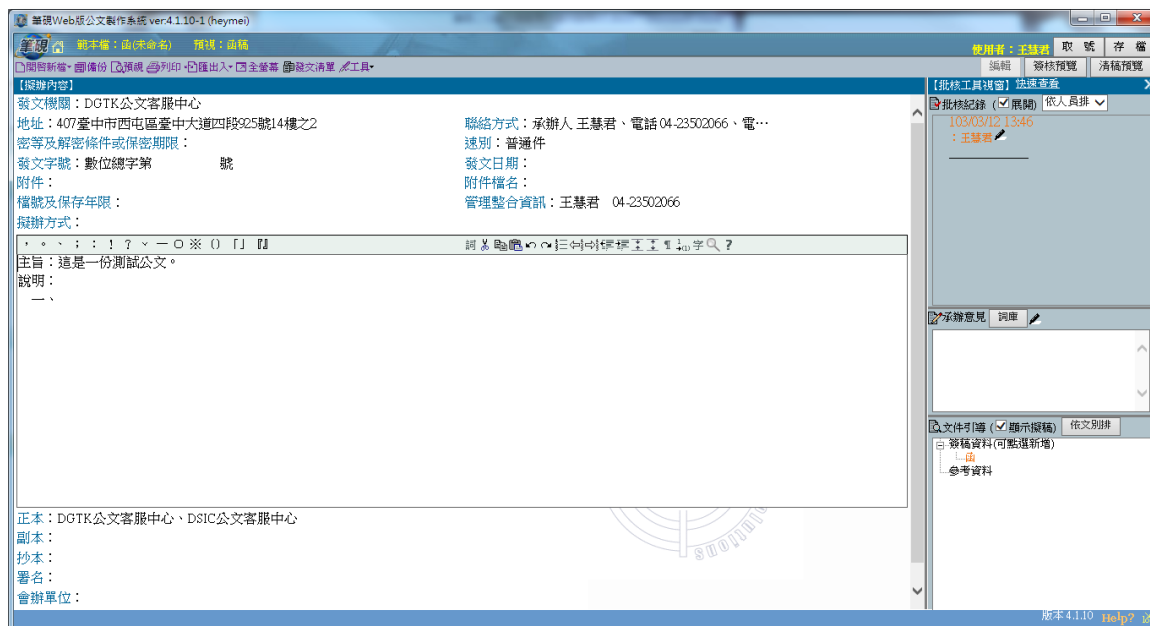 筆硯Web版公文製作系統 ver:4.1.10-1 (heymei)
筆硯 範本檔：函(未命名) 預視：函稿
使用者：王慧君 取 號 存 檔
開啓新檔 備份 預視 列印 匯出入 全螢幕 發文清單 工具
編輯 簽核預覽 清稿預覽
【擬辦內容】
發文機關：DGTK公文客服中心
地址：407臺中市西屯區臺中大道四段925號14樓之2 聯絡方式：承辦人 王慧君、電話 04-23502066、電…
密等及解密條件或保密期限： 速別：普通件
發文字號：數位總字第 號 發文日期：
附件： 附件檔名：
檔號及保存年限： 管理整合資訊：王慧君 04-23502066
擬辦方式：
，。、；：！？ˇ—○※ () 「」『』 詞 字 ?
主旨：這是一份測試公文。
說明：
一、
正本：DGTK公文客服中心、DSIC公文客服中心
副本：
抄本：
署名：
會辦單位：
【批核工具視窗】快速查看
批核紀錄 (展開) 依人員排
103/03/12 13:46
：王慧君
承辦意見 詞庫
文件引導 (顯示擬稿) 依文別排
簽稿資料(可點選新增)
函
參考資料
版本 4.1.10 Help?